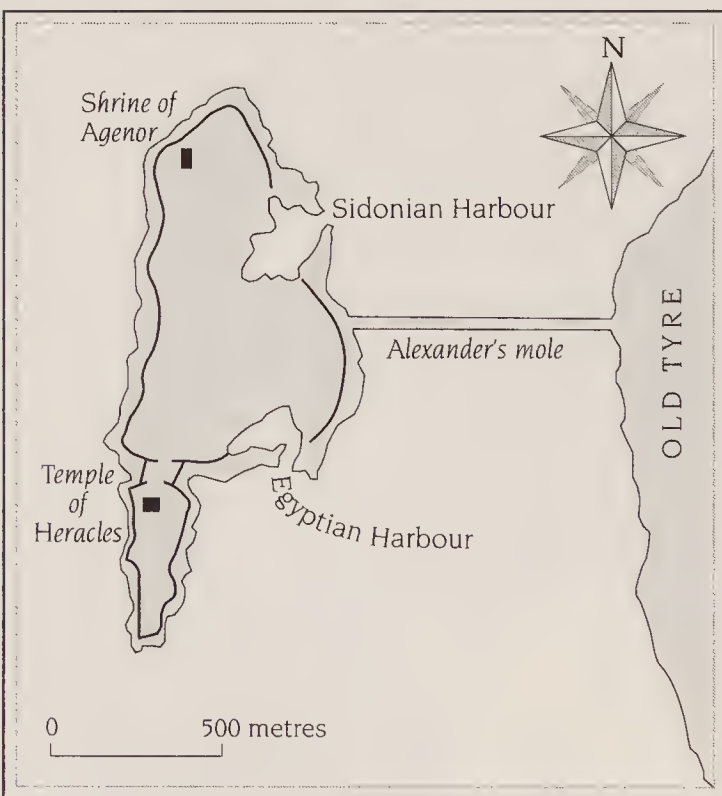 N
Shrine of
Agenor
Sidonian Harbour
Alexander's mole
OLD TYRE
Temple
of
Heracles
Egyptian Harbour
0 500 metres